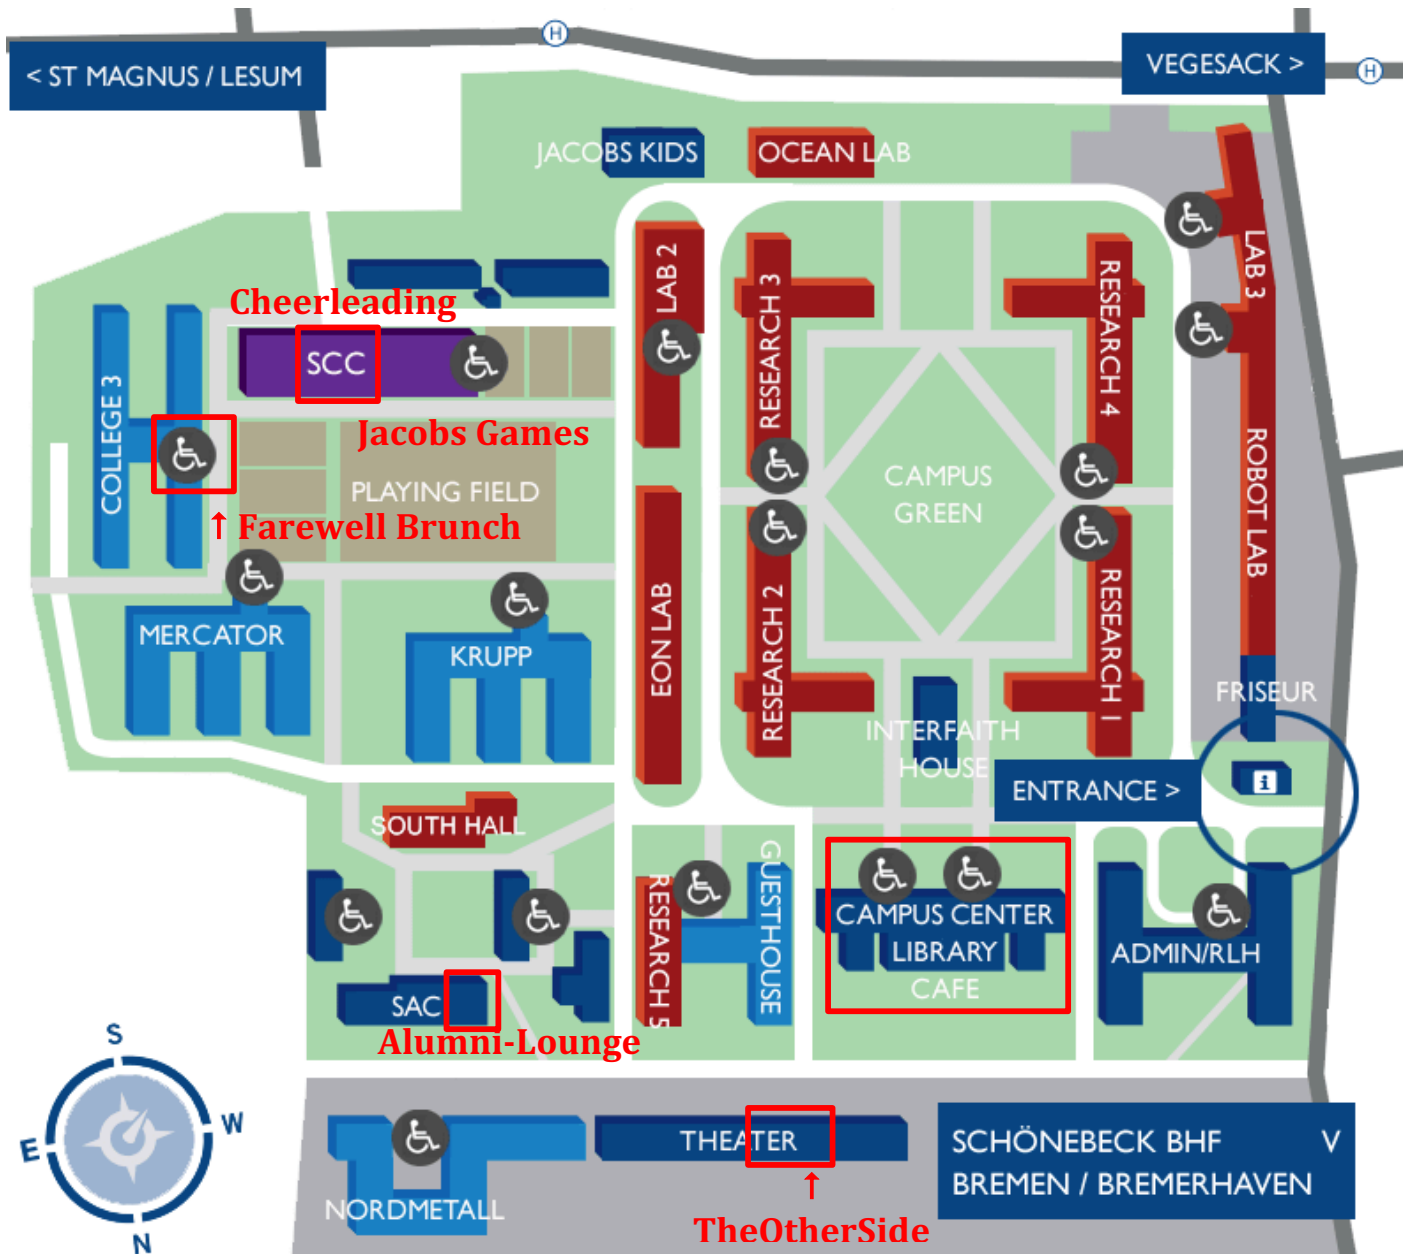 H
< ST MAGNUS / LESUM
VEGESACK >
H
JACOBS KIDS
OCEAN LAB
LAB 2
RESEARCH 3
RESEARCH 4
LAB 3
Cheerleading
SCC
COLLEGE 3
Jacobs Games
PLAYING FIELD
CAMPUS
GREEN
ROBOT LAB
↑ Farewell Brunch
MERCATOR
KRUPP
EON LAB
RESEARCH 2
RESEARCH 1
FRISEUR
INTERFAITH
HOUSE
ENTRANCE >
i
SOUTH HALL
RESEARCH 5
GUESTHOUSE
CAMPUS CENTER
LIBRARY
CAFE
ADMIN/RLH
SAC
Alumni-Lounge
S
W
E
N
THEATER
↑
TheOtherSide
NORDMETALL
SCHÖNEBECK BHF V
BREMEN / BREMERHAVEN